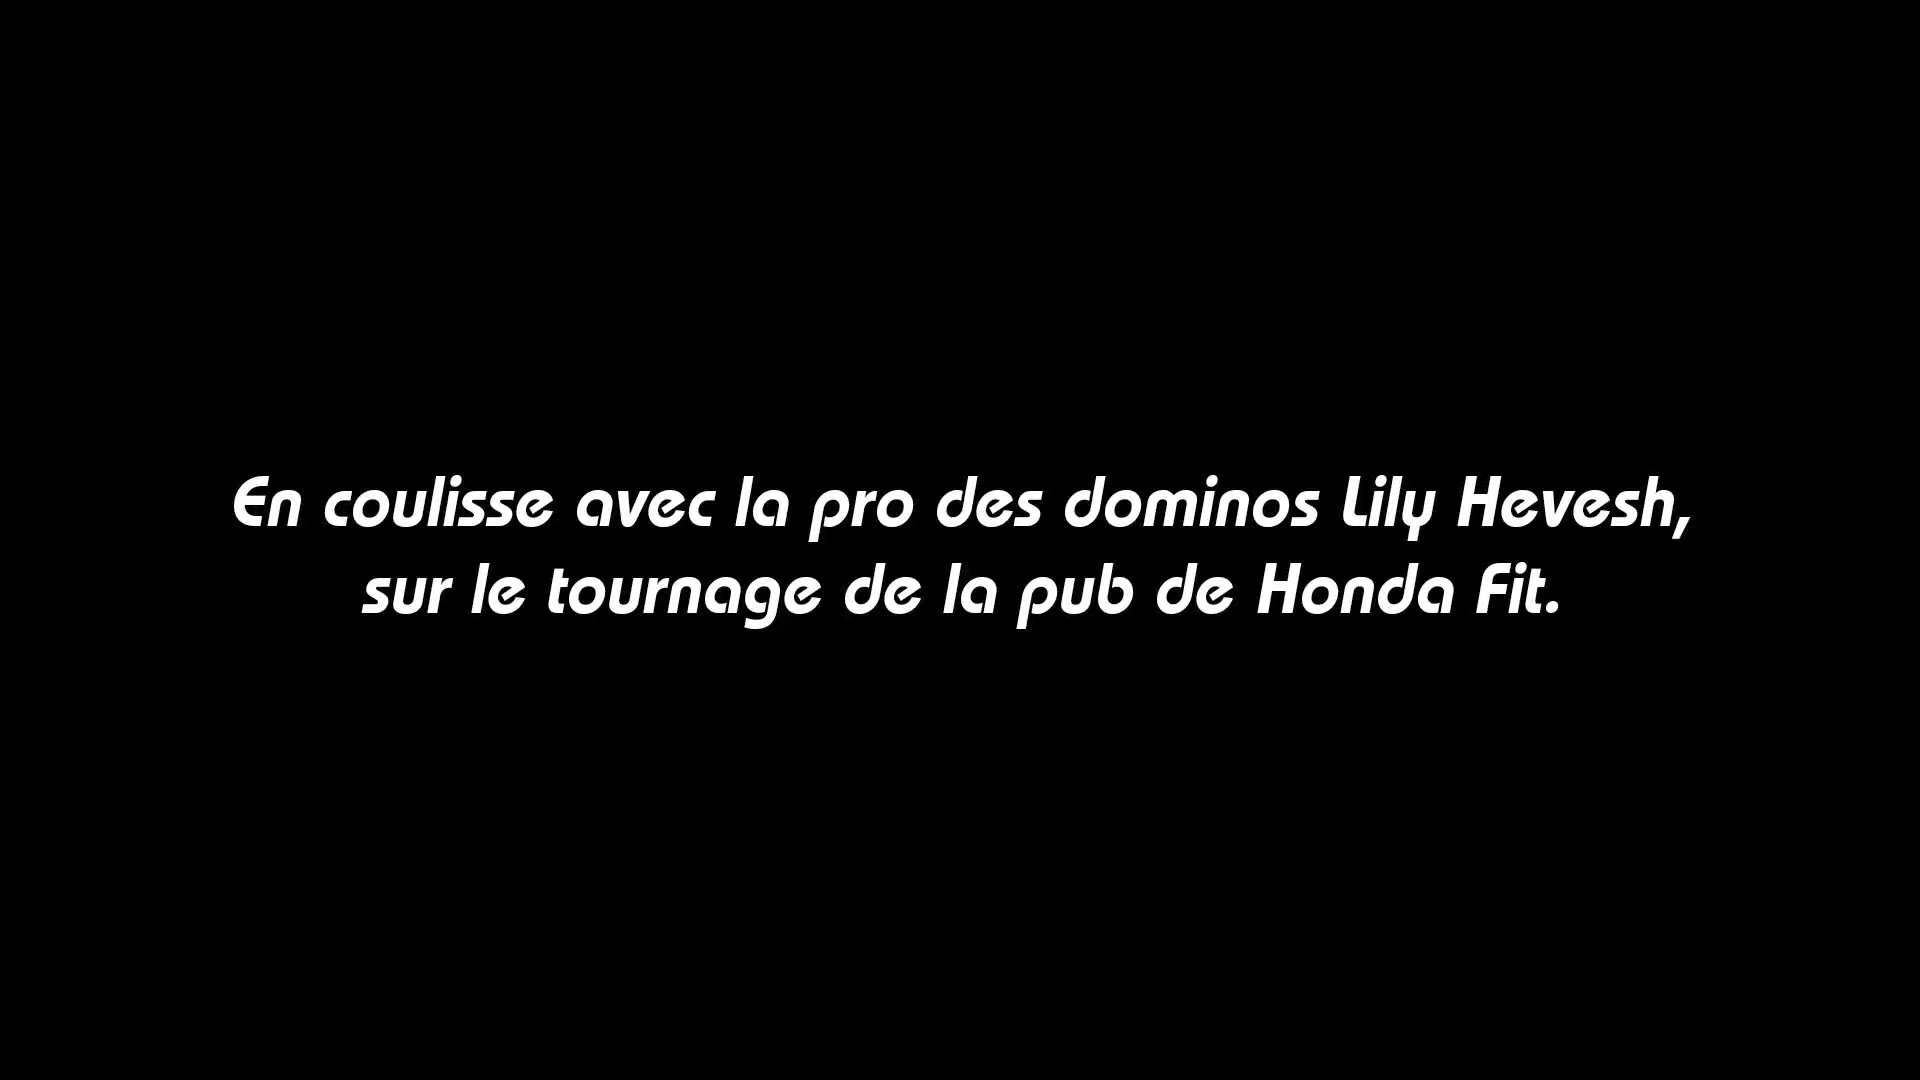 En coulisse avec la pro des dominos Lily Hevesh,
sur le tournage de la pub de Honda Fit.